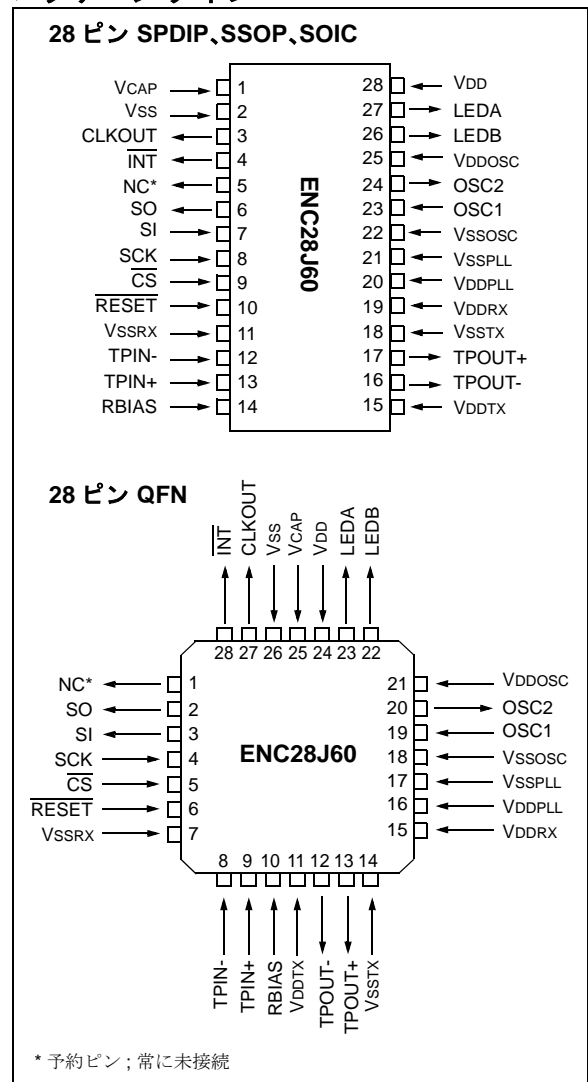 28 ピン SPDIP、SSOP、SOIC
VCAP 1 28 VDD
VSS 2 27 LEDA
CLKOUT 3 26 LEDB
INT 4 25 VDDOSC
NC* 5 24 OSC2
SO 6 23 OSC1
SI 7 22 VSSOSC
SCK 8 21 VSSPLL
CS 9 20 VDDPLL
RESET 10 19 VDDRX
VSSRX 11 18 VSSTX
TPIN- 12 17 TPOUT+
TPIN+ 13 16 TPOUT-
RBIAS 14 15 VDDTX
ENC28J60
28 ピン QFN
INT CLKOUT VSS VCAP VDD LEDA LEDB
28 27 26 25 24 23 22
NC* 1 21 VDDOSC
SO 2 20 OSC2
SI 3 19 OSC1
SCK 4 18 VSSOSC
CS 5 17 VSSPLL
RESET 6 16 VDDPLL
VSSRX 7 15 VDDRX
ENC28J60
8 9 10 11 12 13 14
TPIN- TPIN+ RBIAS VDDTX TPOUT- TPOUT+ VSSTX
* 予約ピン ; 常に未接続